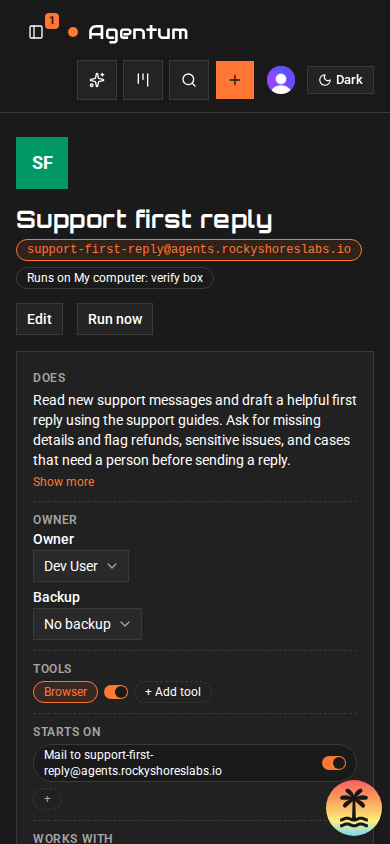 1
Agentum
+
Dark
SF
Support first reply
support-first-reply@agents.rockyshoreslabs.io
Runs on My computer: verify box
Edit
Run now
DOES
Read new support messages and draft a helpful first
reply using the support guides. Ask for missing
details and flag refunds, sensitive issues, and cases
that need a person before sending a reply.
Show more
OWNER
Owner
Dev User
Backup
No backup
TOOLS
Browser
+ Add tool
STARTS ON
Mail to support-first-
reply@agents.rockyshoreslabs.io
+
WORKS WITH